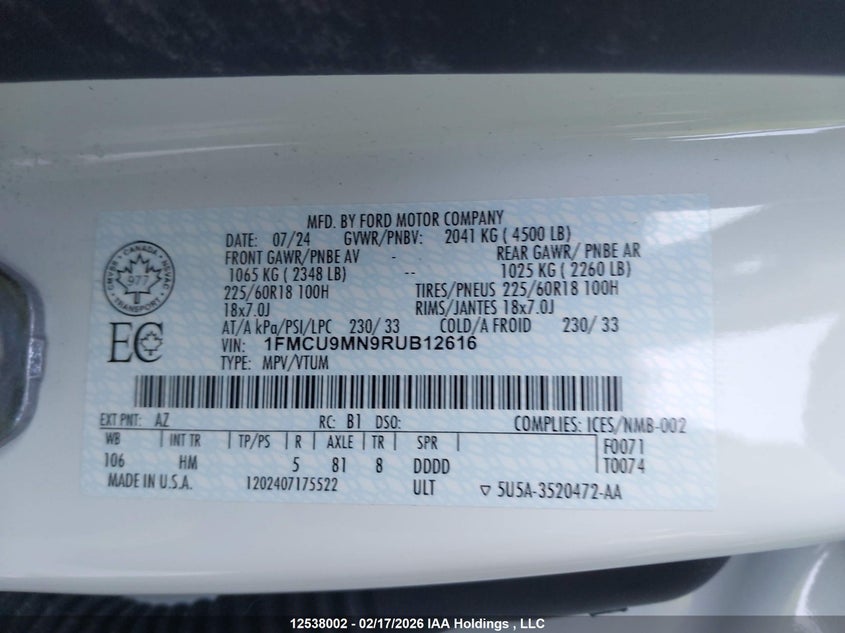 MFD. BY FORD MOTOR COMPANY
DATE: 07/24 GVWR/PNBV: 2041 KG ( 4500 LB)
FRONT GAWR/PNBE AV - REAR GAWR/ PNBE AR
1065 KG ( 2348 LB) -- 1025 KG ( 2260 LB)
225/60R18 100H TIRES/PNEUS 225/60R18 100H
18x7.0J RIMS/JANTES 18x7.0J
AT/A kPa/PSI/LPC 230/ 33 COLD/A FROID 230/ 33
VIN: 1FMCU9MN9RUB12616
TYPE: MPV/VTUM
CANADA
CMVSR NSVAC
977
TRANSPORT
EC
EXT PNT: AZ RC: B1 DSO: COMPLIES: ICES/NMB-002
WB INT TR TP/PS R AXLE TR SPR F0071
106 HM 5 81 8 DDDD T0074
MADE IN U.S.A. 1202407175522 ULT ▽ 5U5A-3520472-AA
12538002 - 02/17/2026 IAA Holdings , LLC